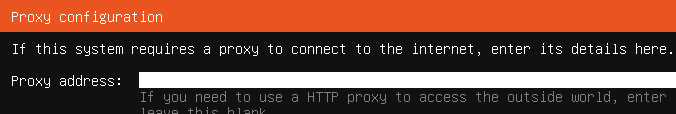 Proxy configuration
If this system requires a proxy to connect to the internet, enter its details here.
Proxy address:
If you need to use a HTTP proxy to access the outside world, enter
leave this blank